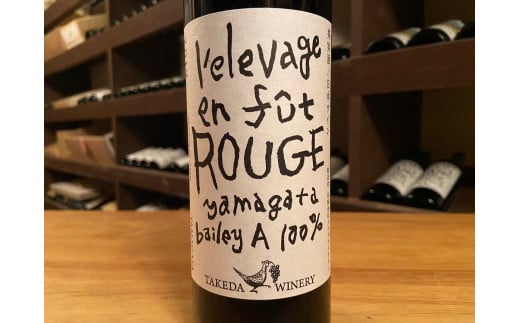 l'elevage
en fût
ROUGE
yamagata
bailey A 100%
TAKEDA WINERY